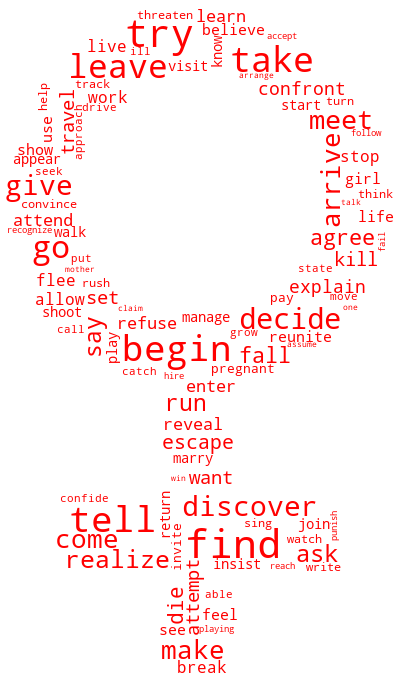 threaten
learn
try
believe
accept
live
ill
know
leave
visit
take
arrange
track
help
work
confront
drive
travel
start
turn
use
approach
meet
follow
show
appear
arrive
stop
seek
girl
give
think
convince
talk
attend
life
recognize
walk
agree
fail
go
kill
put
mother
state
flee
rush
explain
allow
set
pay
move
shoot
claim
one
say
refuse
manage
decide
call
play
grow
reunite
begin
fall
assume
catch
hire
pregnant
enter
run
reveal
escape
marry
win
want
confide
return
discover
tell
sing
join
punish
come
invite
find
watch
ask
realize
insist
reach
write
die
attempt
able
feel
see
playing
make
break